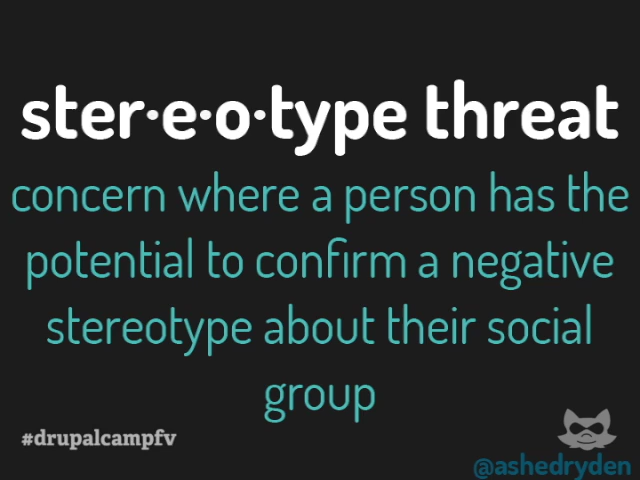 ster·e·o·type threat
concern where a person has the
potential to confirm a negative
stereotype about their social
group
#drupalcampfv
@ashedryden